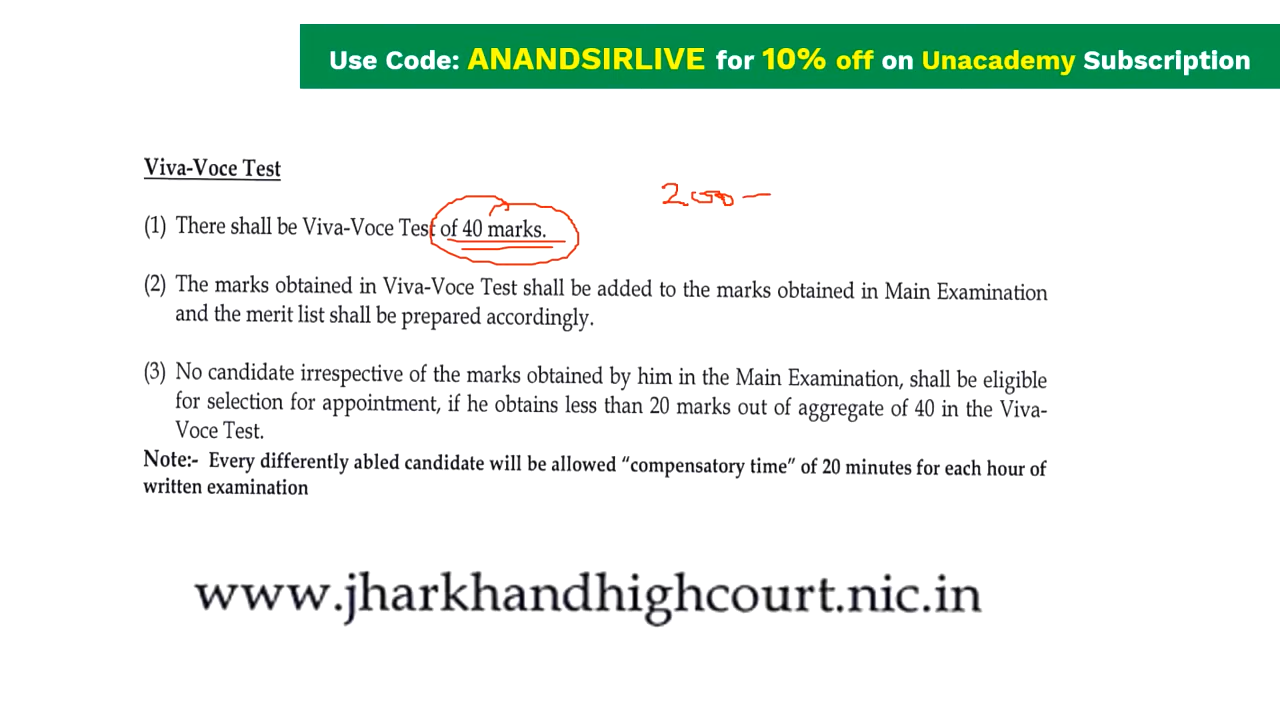 Use Code: ANANDSIRLIVE for 10% off on Unacademy Subscription
Viva-Voce Test
(1) There shall be Viva-Voce Test of 40 marks.
(2) The marks obtained in Viva-Voce Test shall be added to the marks obtained in Main Examination
and the merit list shall be prepared accordingly.
(3) No candidate irrespective of the marks obtained by him in the Main Examination, shall be eligible
for selection for appointment, if he obtains less than 20 marks out of aggregate of 40 in the Viva-
Voce Test.
Note:- Every differently abled candidate will be allowed “compensatory time” of 20 minutes for each hour of
written examination
www.jharkhandhighcourt.nic.in